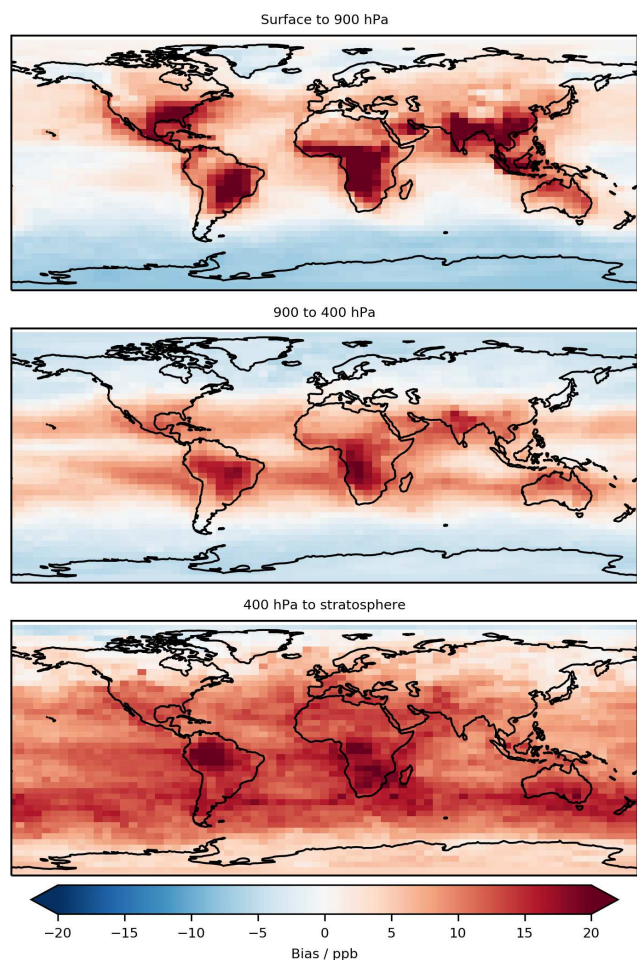 Surface to 900 hPa
900 to 400 hPa
400 hPa to stratosphere
−20 −15 −10 −5 0 5 10 15 20
Bias / ppb